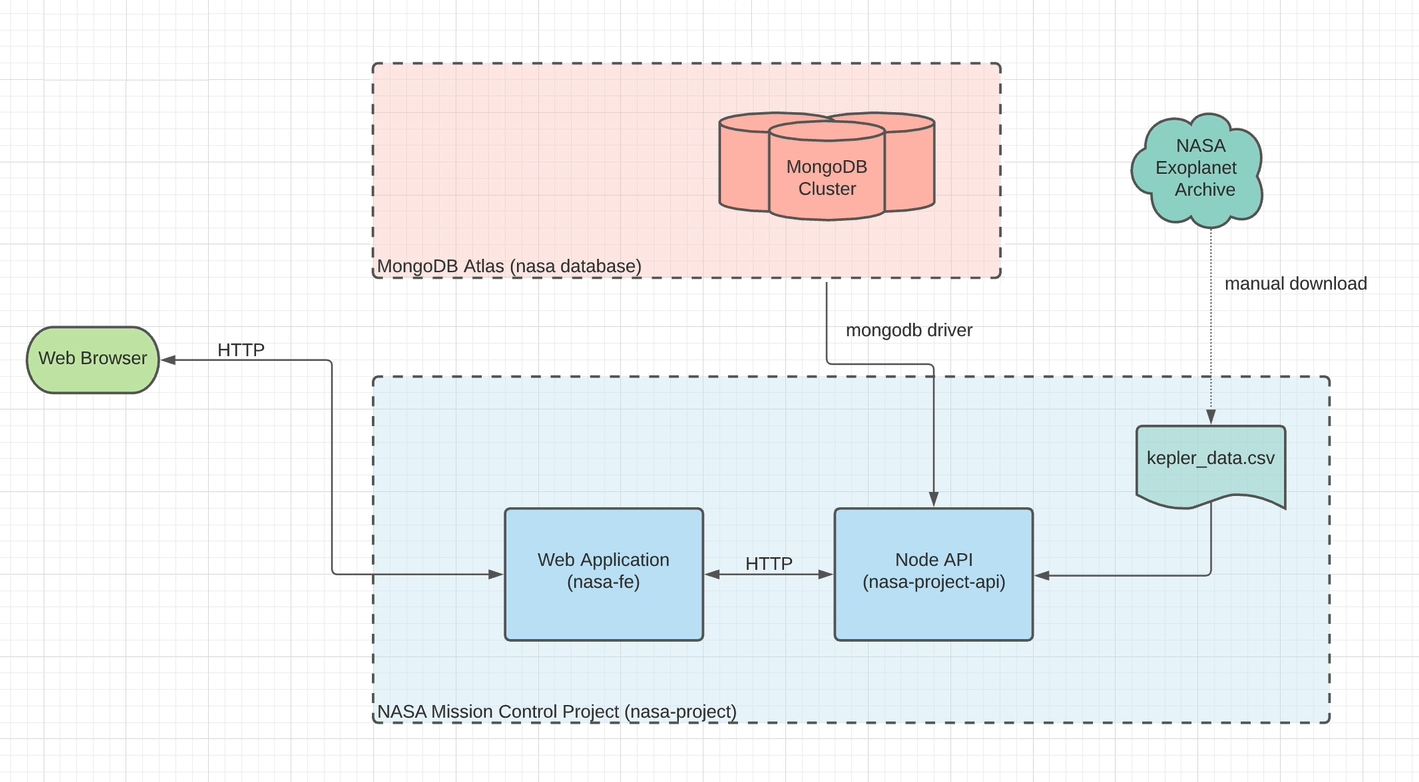 NASA
Exoplanet
Archive
MongoDB
Cluster
MongoDB Atlas (nasa database)
manual download
mongodb driver
HTTP
Web Browser
kepler_data.csv
Web Application
(nasa-fe)
HTTP
Node API
(nasa-project-api)
NASA Mission Control Project (nasa-project)